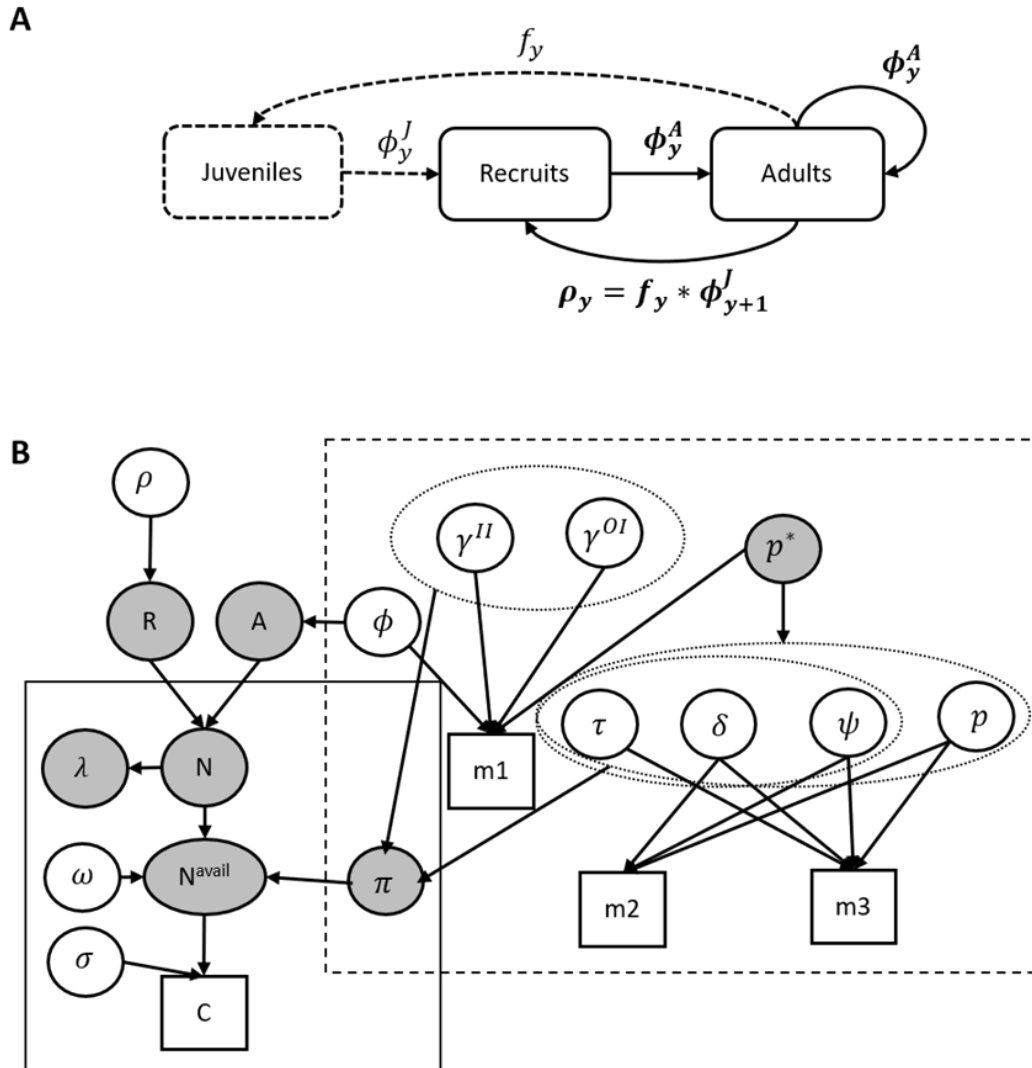 A
f_y
ϕ_y^A
ϕ_y^J
ϕ_y^A
Juveniles
Recruits
Adults
ρ_y = f_y * ϕ_{y+1}^J
B
ρ
γ^{II}
γ^{OI}
p*
R
A
ϕ
τ
δ
ψ
p
λ
N
m1
ω
N^{avail}
π
m2
m3
σ
C